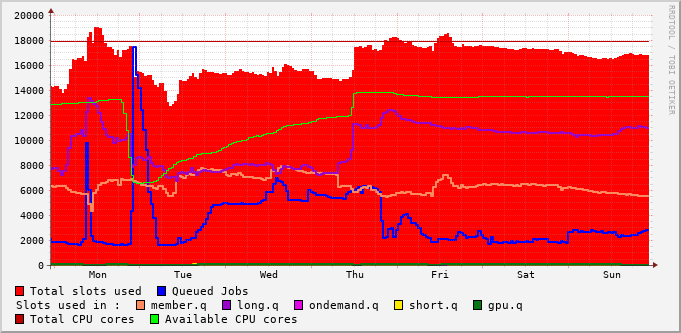 RRDTOOL / TOBI OETIKER
20000
18000
16000
14000
12000
10000
8000
6000
4000
2000
0
Mon Tue Wed Thu Fri Sat Sun
Total slots used Queued Jobs
Slots used in : member.q long.q ondemand.q short.q gpu.q
Total CPU cores Available CPU cores